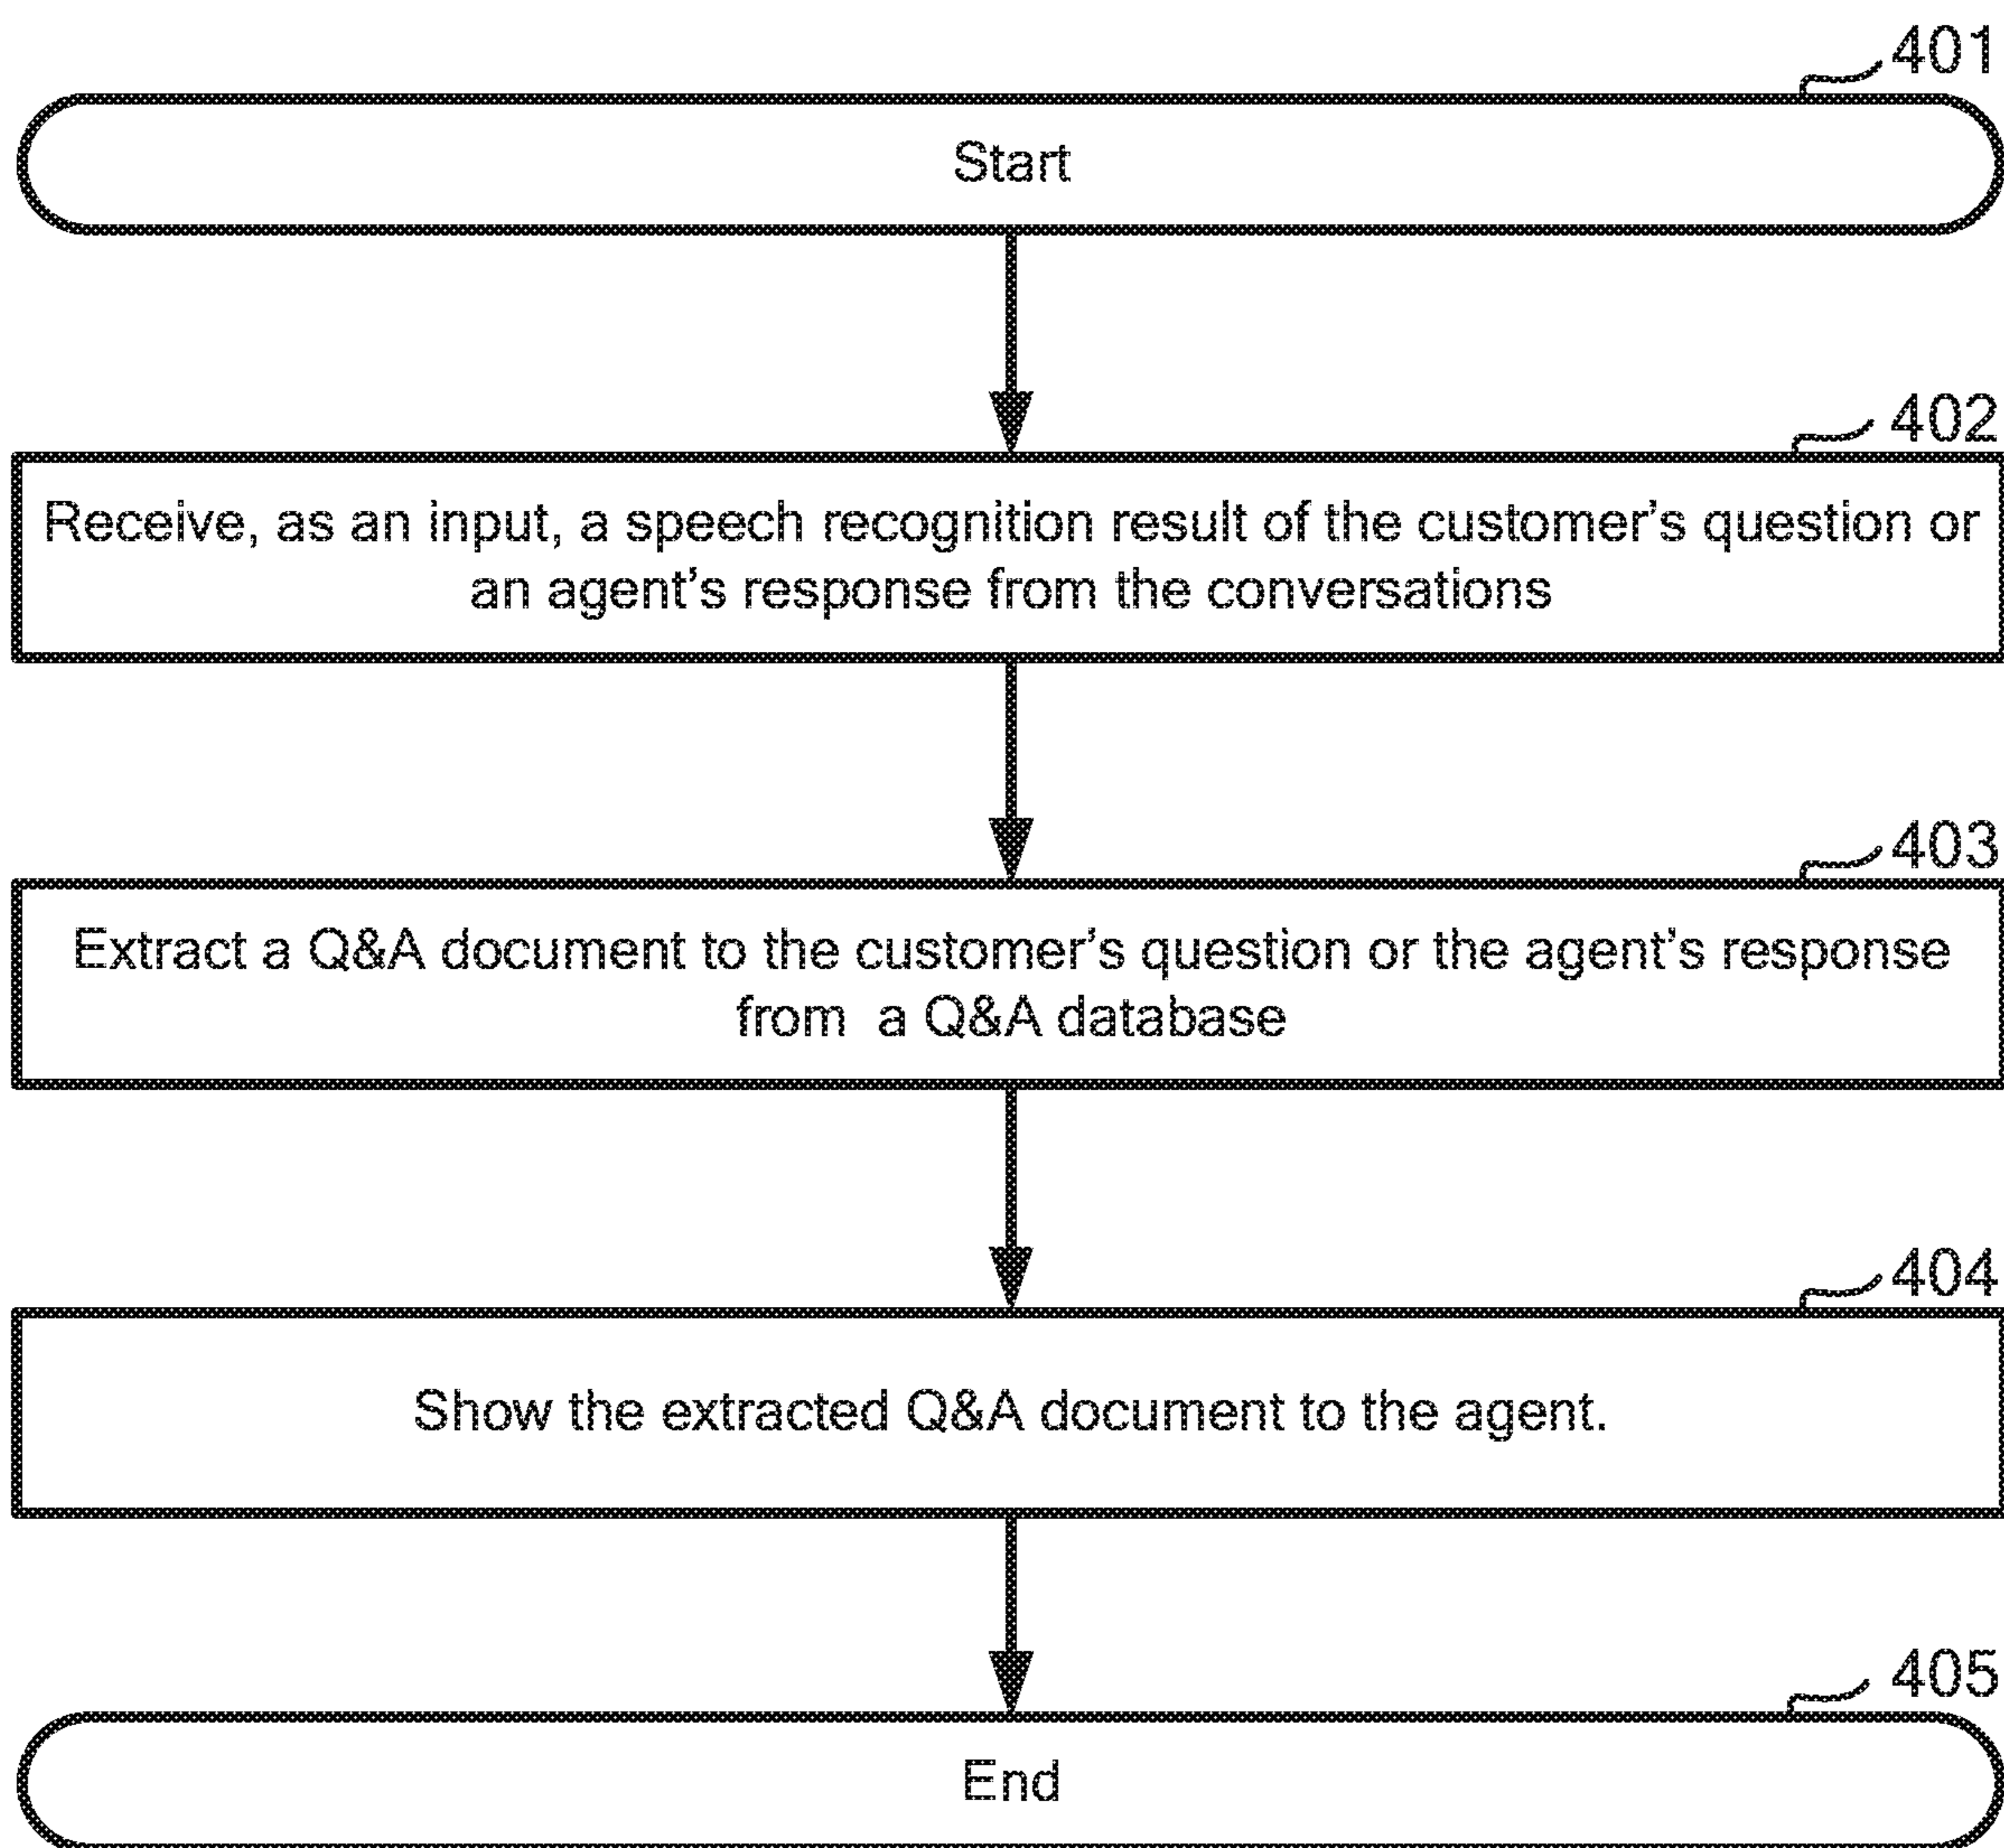 401
Start
402
Receive, as an input, a speech recognition result of the customer’s question or
an agent’s response from the conversations
403
Extract a Q&A document to the customer’s question or the agent’s response
from a Q&A database
404
Show the extracted Q&A document to the agent.
405
End